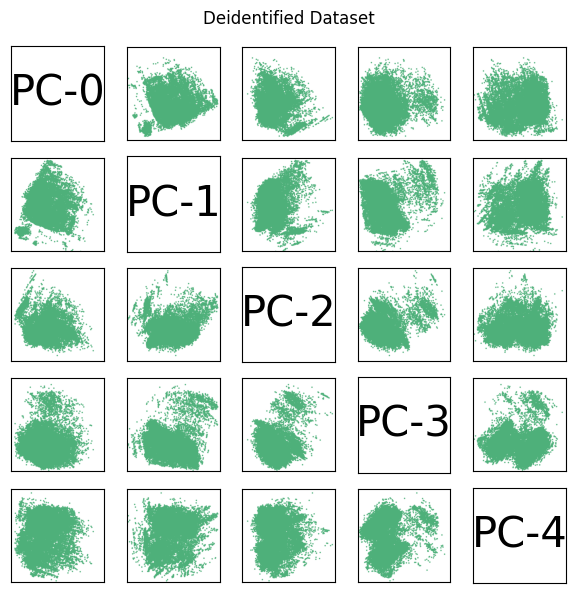 Deidentified Dataset
PC-0
PC-1
PC-2
PC-3
PC-4